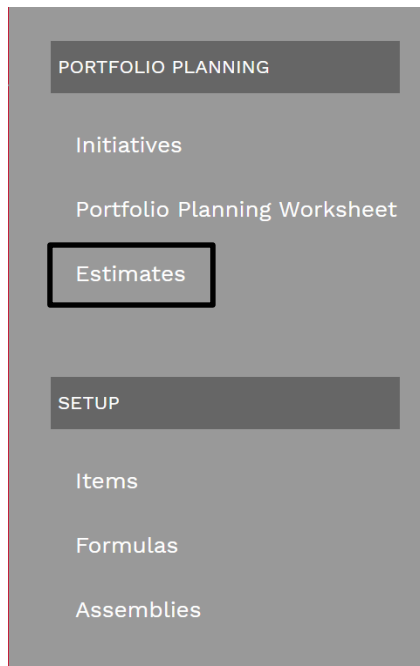 PORTFOLIO PLANNING
Initiatives
Portfolio Planning Worksheet
Estimates
SETUP
Items
Formulas
Assemblies